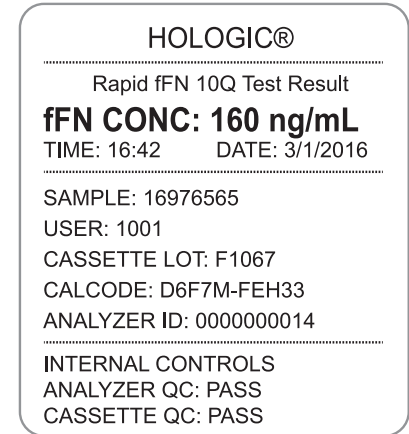 HOLOGIC®
Rapid fFN 10Q Test Result
fFN CONC: 160 ng/mL
TIME: 16:42 DATE: 3/1/2016
SAMPLE: 16976565
USER: 1001
CASSETTE LOT: F1067
CALCODE: D6F7M-FEH33
ANALYZER ID: 0000000014
INTERNAL CONTROLS
ANALYZER QC: PASS
CASSETTE QC: PASS